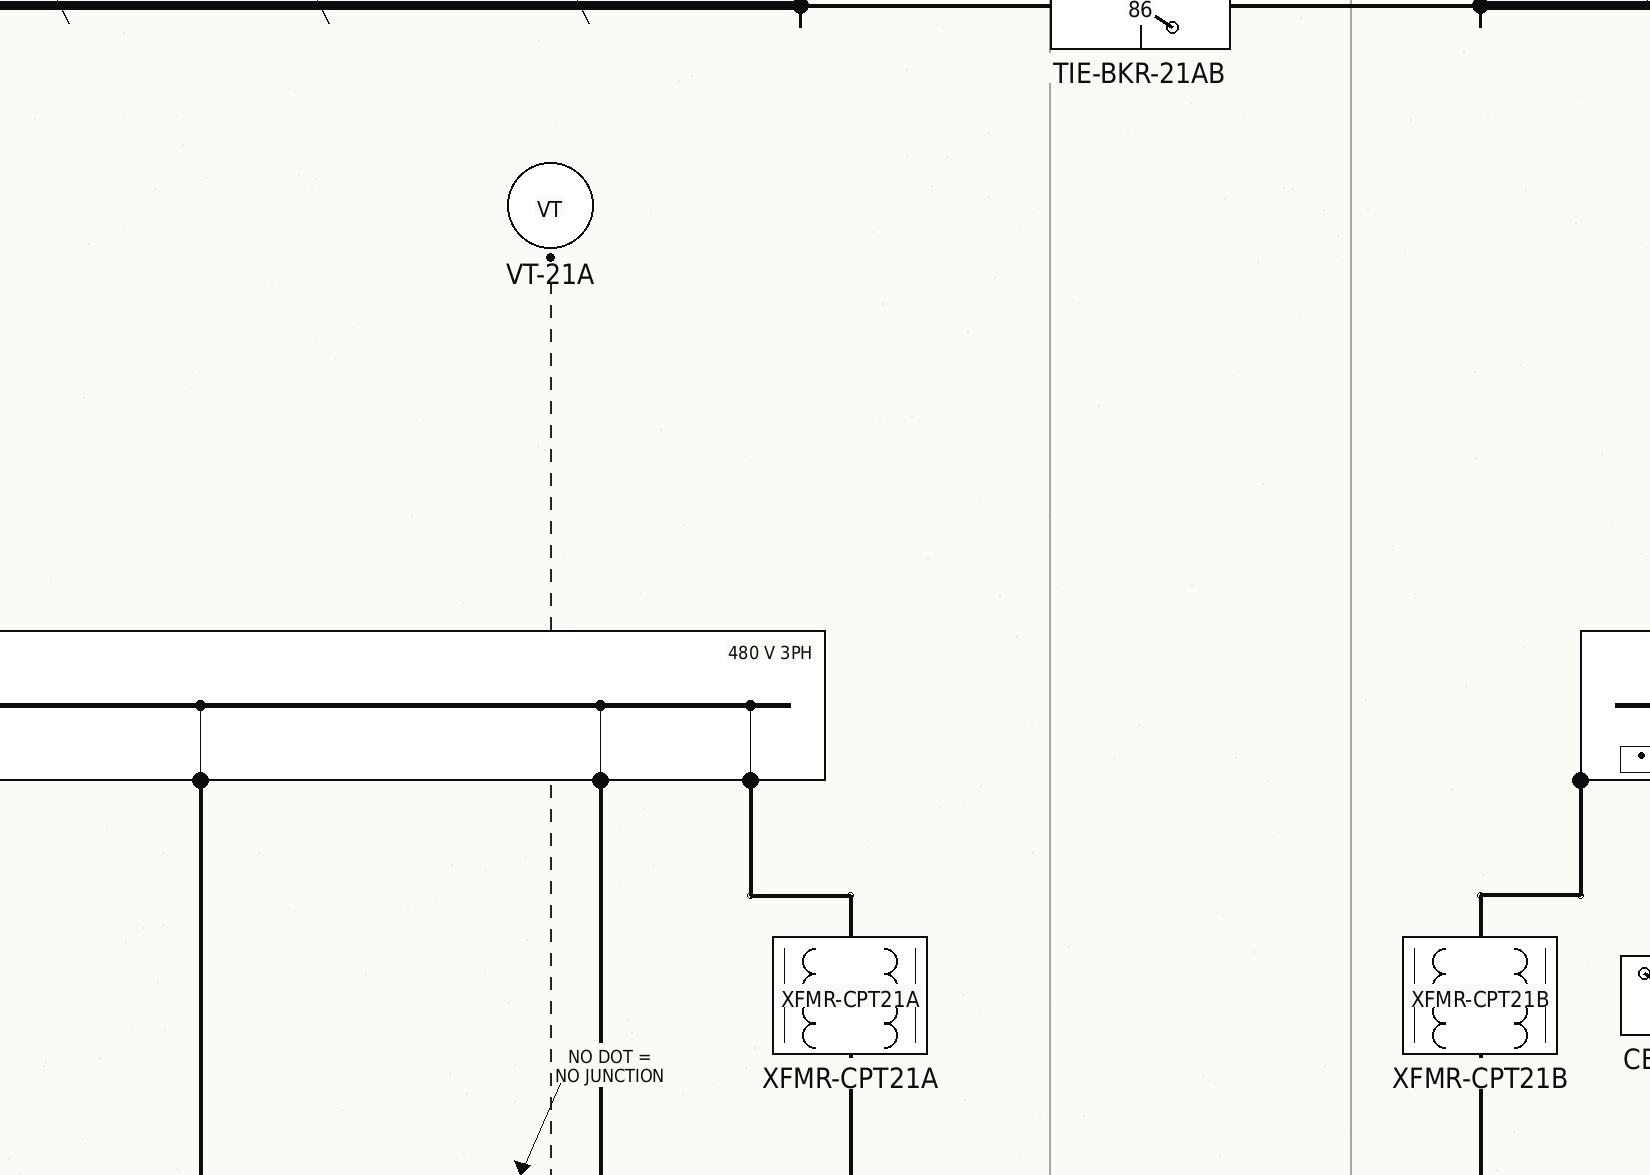 86
TIE-BKR-21AB
VT
VT-21A
480 V 3PH
XFMR-CPT21A
XFMR-CPT21B
NO DOT =
NO JUNCTION
XFMR-CPT21A
XFMR-CPT21B